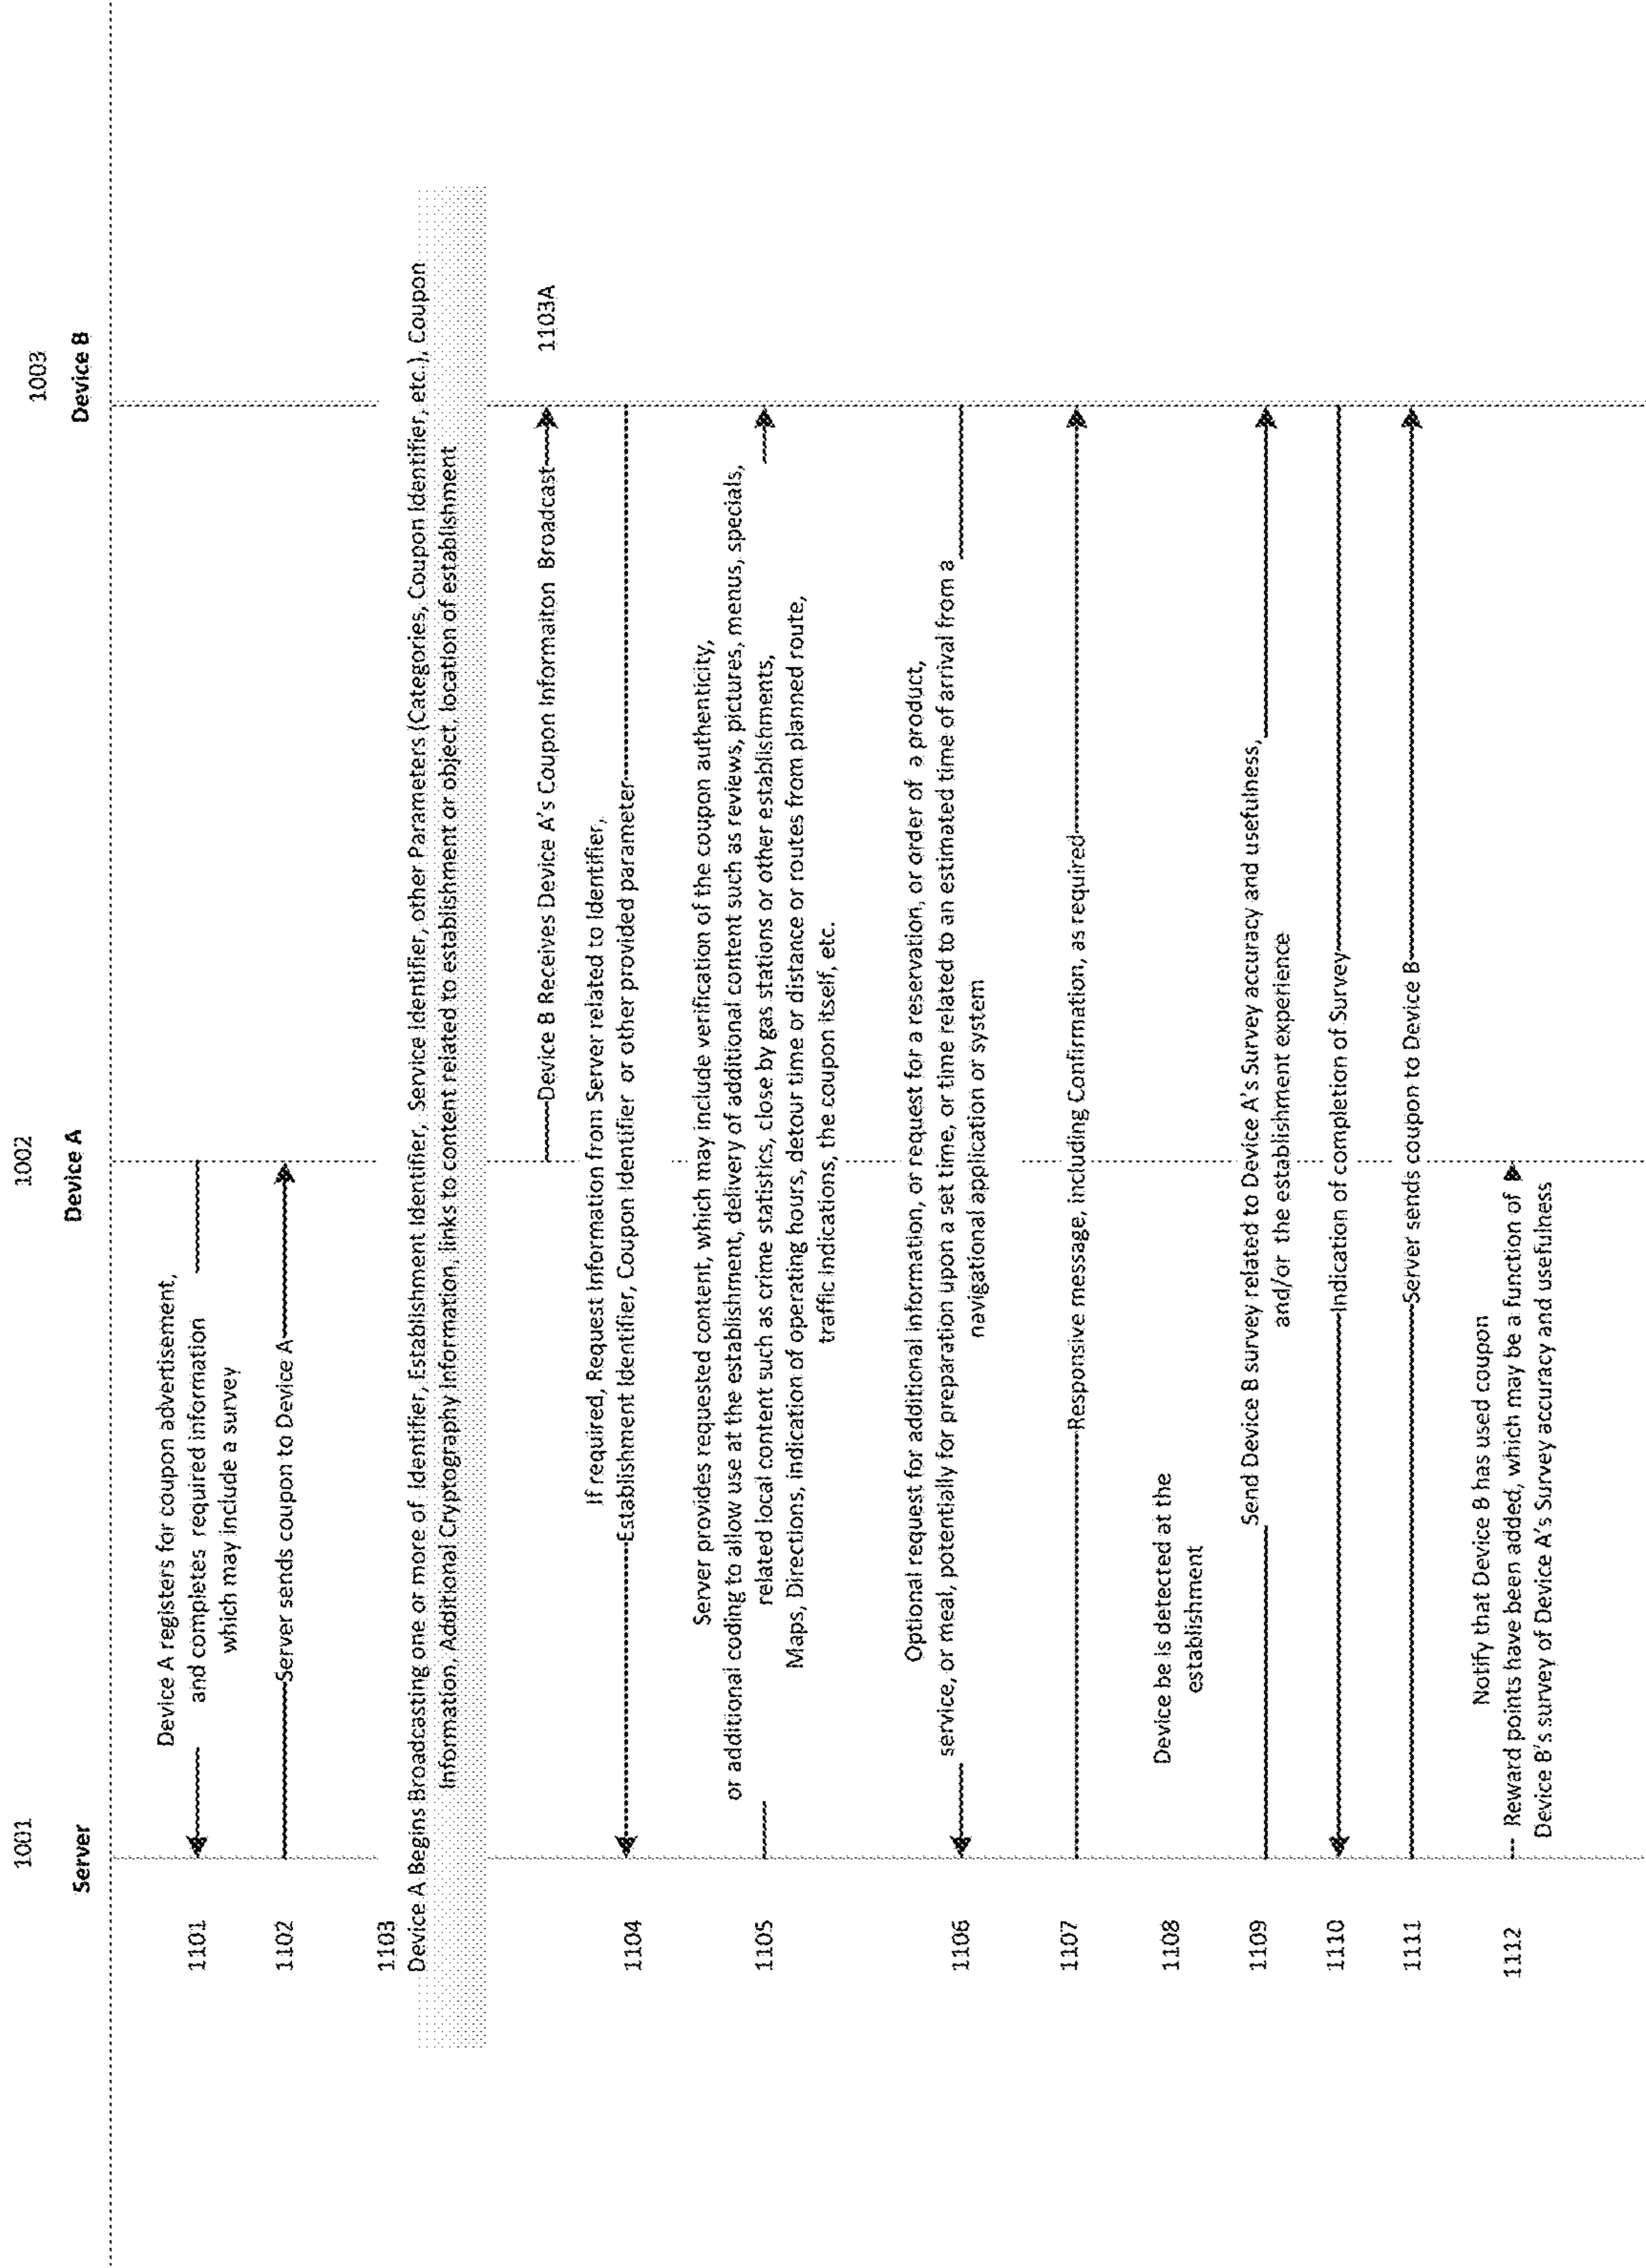 1001
1002
1003
Server
Device A
Device B
1101
Device A registers for coupon advertisement,
and completes required information
which may include a survey
1102
Server sends coupon to Device A
1103
Device A Begins Broadcasting one or more of Identifier, Establishment Identifier, Service Identifier, other Parameters (Categories, Coupon Identifier, etc.), Coupon
Information, Additional Cryptography Information, links to content related to establishment or object, location of establishment
Device B Receives Device A's Coupon Informaiton Broadcast
1103A
1104
If required, Request Information from Server related to Identifier,
Establishment Identifier, Coupon Identifier or other provided parameter
1105
Server provides requested content, which may include verification of the coupon authenticity,
or additional coding to allow use at the establishment, delivery of additional content such as reviews, pictures, menus, specials,
related local content such as crime statistics, close by gas stations or other establishments,
Maps, Directions, indication of operating hours, detour time or distance or routes from planned route,
traffic indications, the coupon itself, etc.
1106
Optional request for additional information, or request for a reservation, or order of a product,
service, or meal, potentially for preparation upon a set time, or time related to an estimated time of arrival from a
navigational application or system
1107
Responsive message, including Confirmation, as required
1108
Device be is detected at the
establishment
1109
Send Device B survey related to Device A's Survey accuracy and usefulness,
and/or the establishment experience
1110
Indication of completion of Survey
1111
Server sends coupon to Device B
1112
Notify that Device B has used coupon
Reward points have been added, which may be a function of
Device B's survey of Device A's Survey accuracy and usefulness